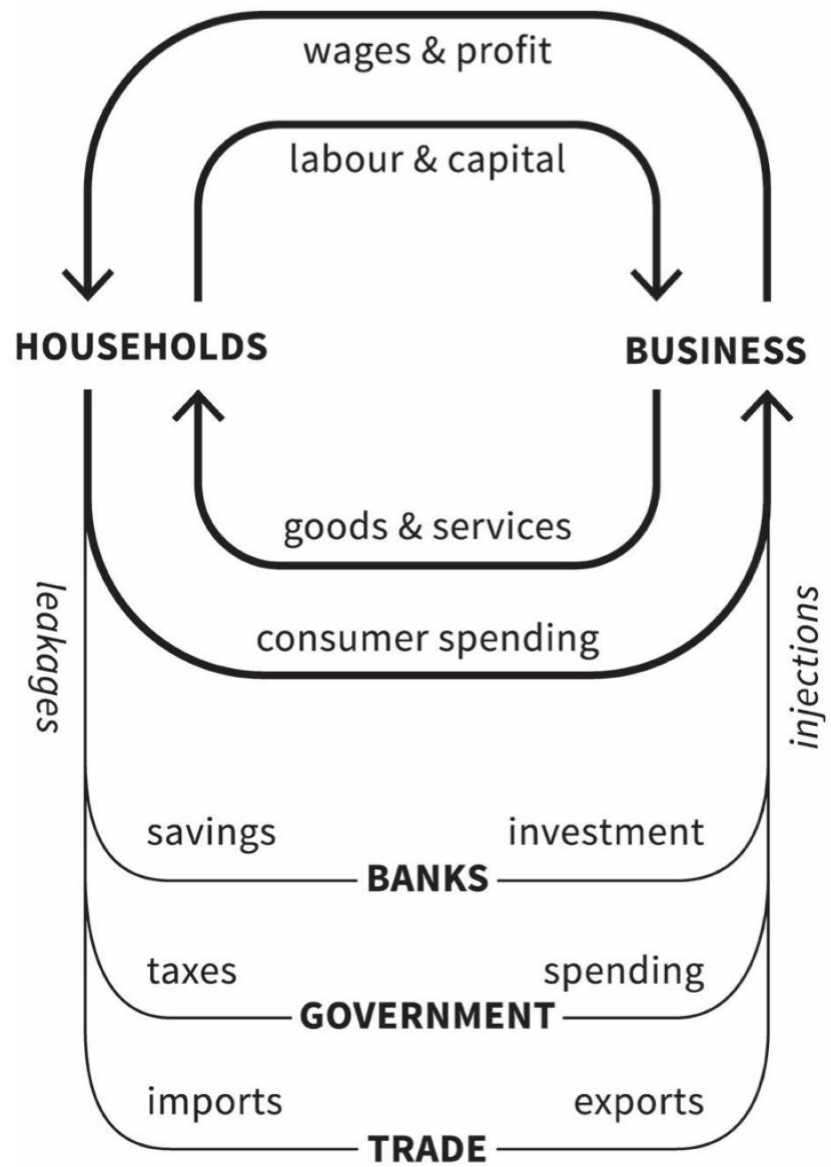 wages & profit
labour & capital
HOUSEHOLDS
BUSINESS
goods & services
consumer spending
leakages
injections
savings
investment
BANKS
taxes
spending
GOVERNMENT
imports
exports
TRADE